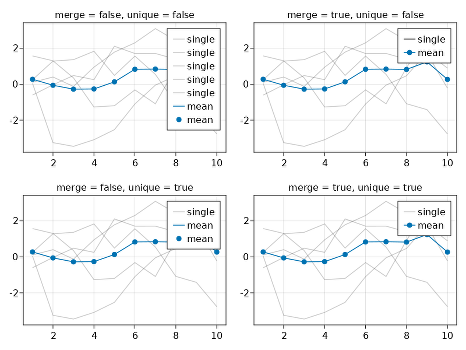 merge = false, unique = false
single
single
single
single
single
mean
mean
2
0
-2
2
4
6
8
10
merge = true, unique = false
single
mean
2
0
-2
2
4
6
8
10
merge = false, unique = true
single
mean
mean
2
0
-2
2
4
6
8
10
merge = true, unique = true
single
mean
2
0
-2
2
4
6
8
10